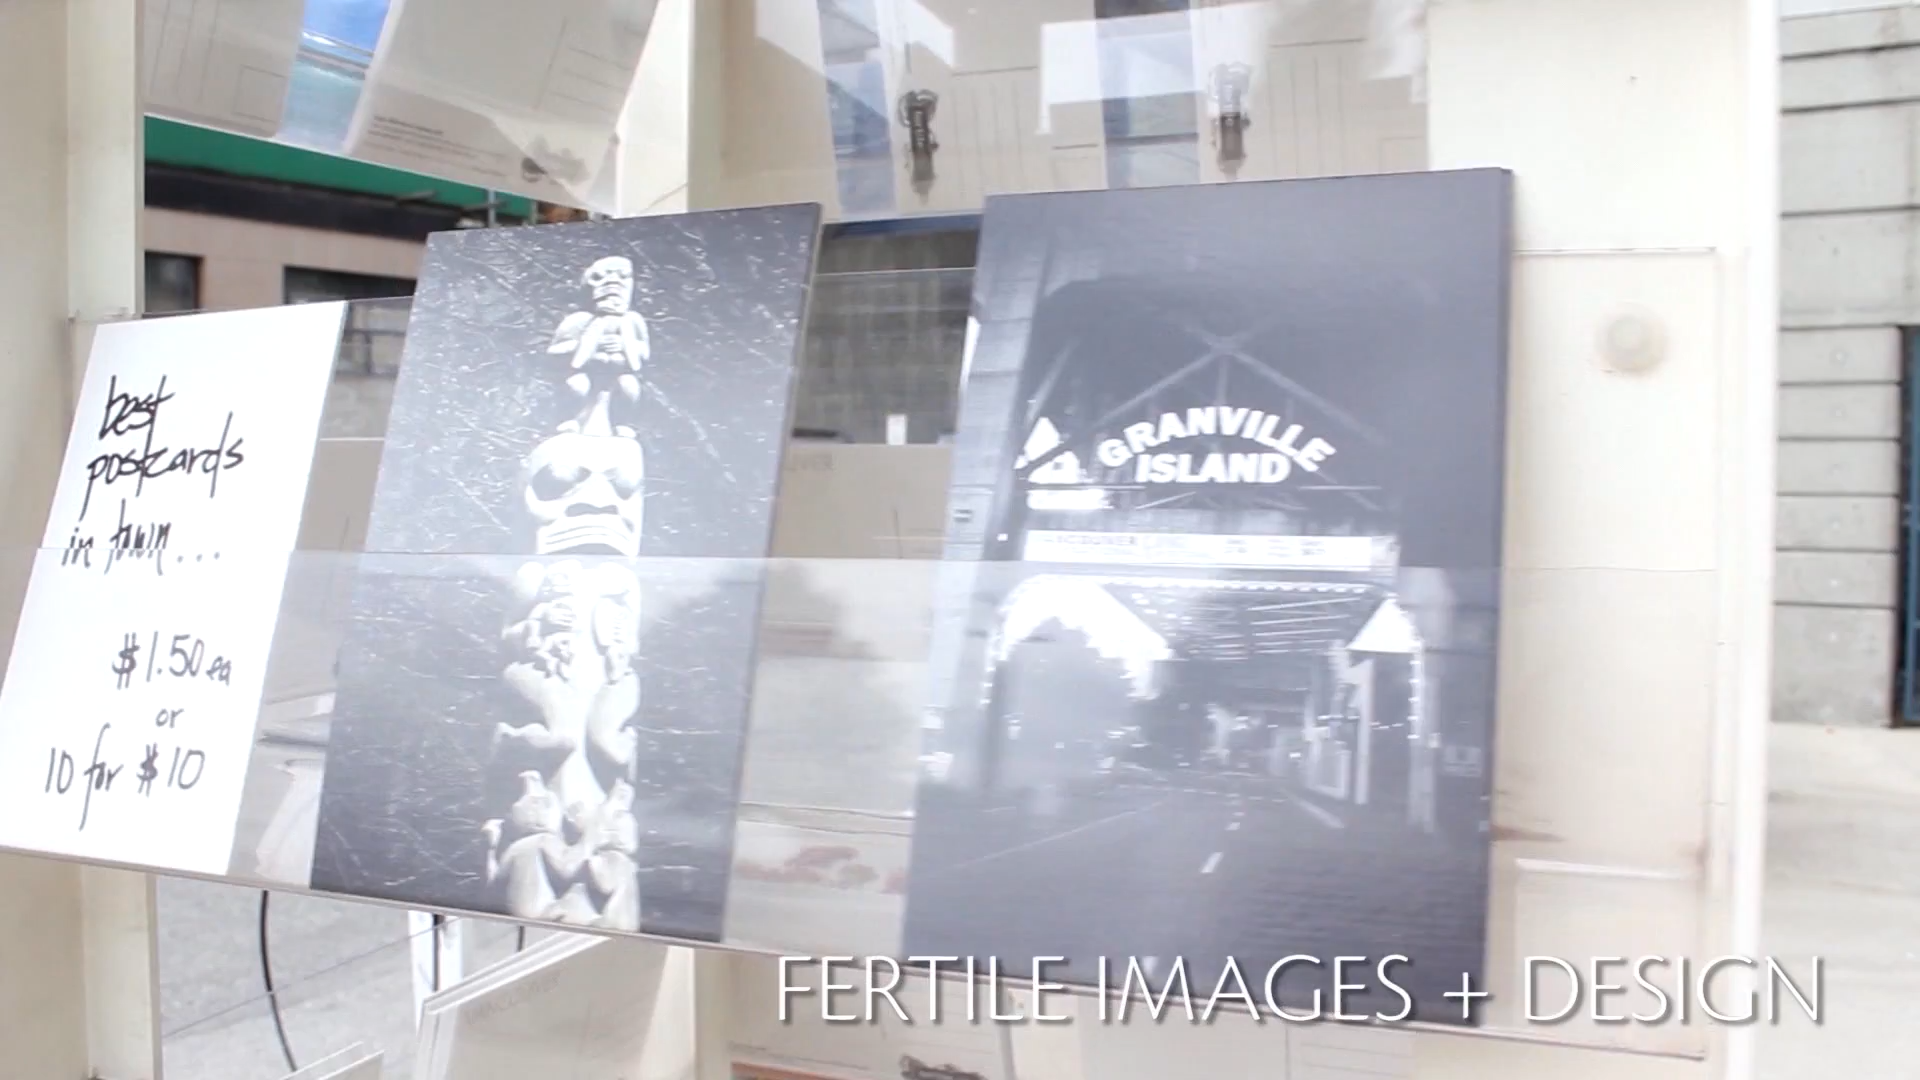 best
postcards
in town...
$1.50 ea
or
10 for $10
GRANVILLE
ISLAND
FERTILE IMAGES + DESIGN